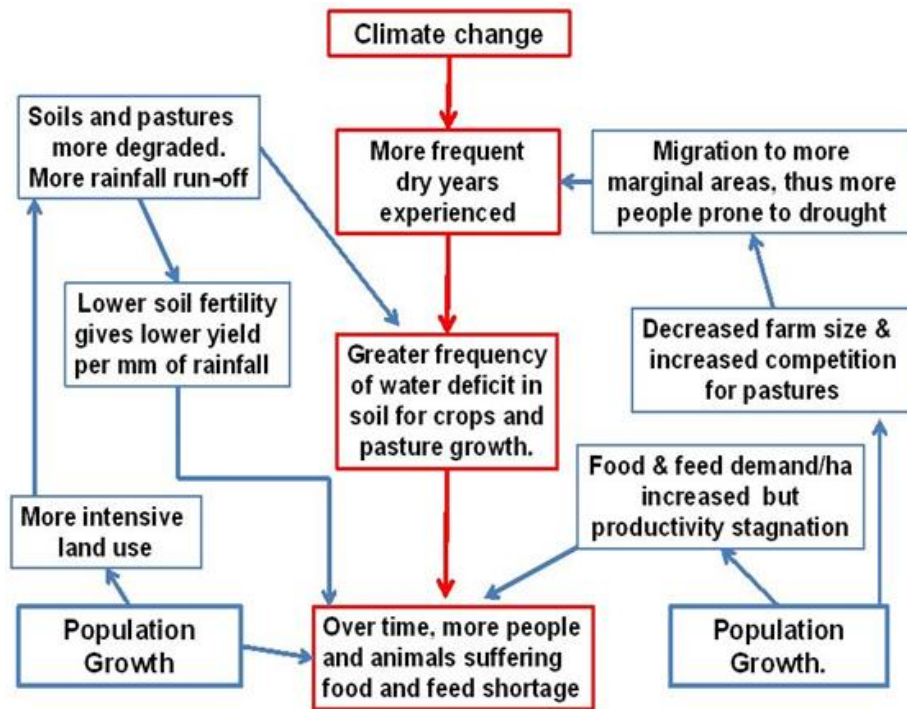 Climate change
Soils and pastures
more degraded.
More rainfall run-off
More frequent
dry years
experienced
Migration to more
marginal areas, thus more
people prone to drought
Lower soil fertility
gives lower yield
per mm of rainfall
Greater frequency
of water deficit in
soil for crops and
pasture growth.
Decreased farm size &
increased competition
for pastures
Food & feed demand/ha
increased but
productivity stagnation
More intensive
land use
Population
Growth
Over time, more people
and animals suffering
food and feed shortage
Population
Growth.